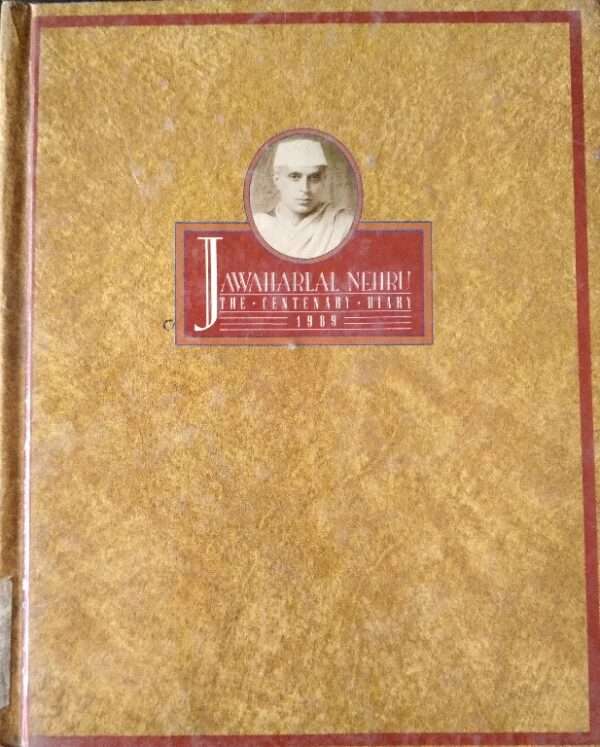 JAWAHARLAL NEHRU
THE · CENTENARY · DIARY
1989